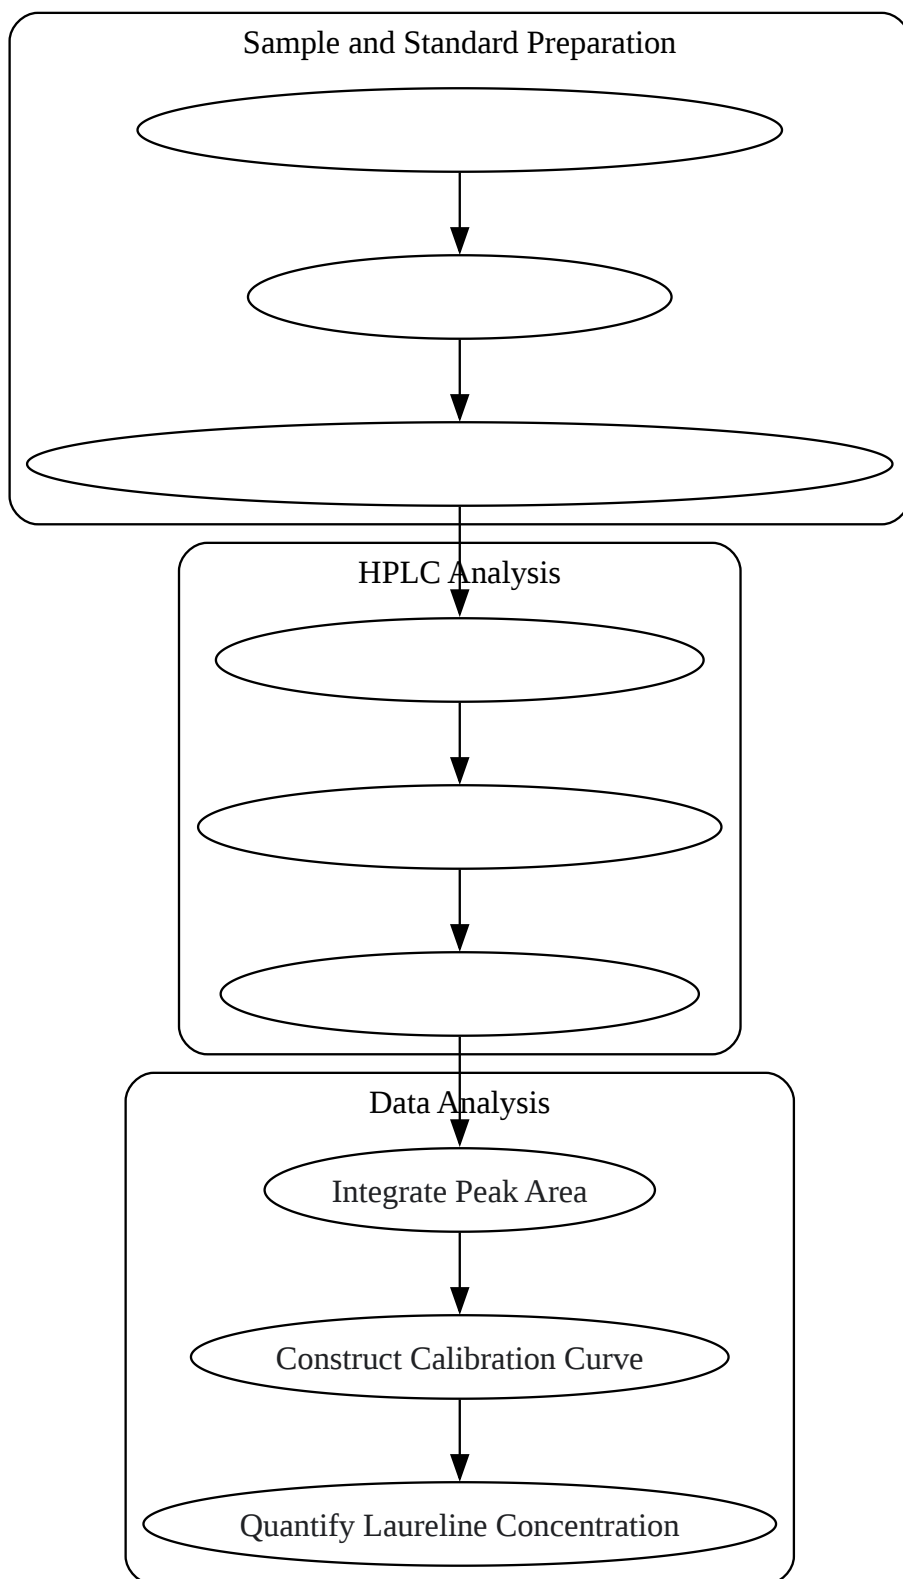 Sample and Standard Preparation
HPLC Analysis
Data Analysis
Integrate Peak Area
Construct Calibration Curve
Quantify Laureline Concentration